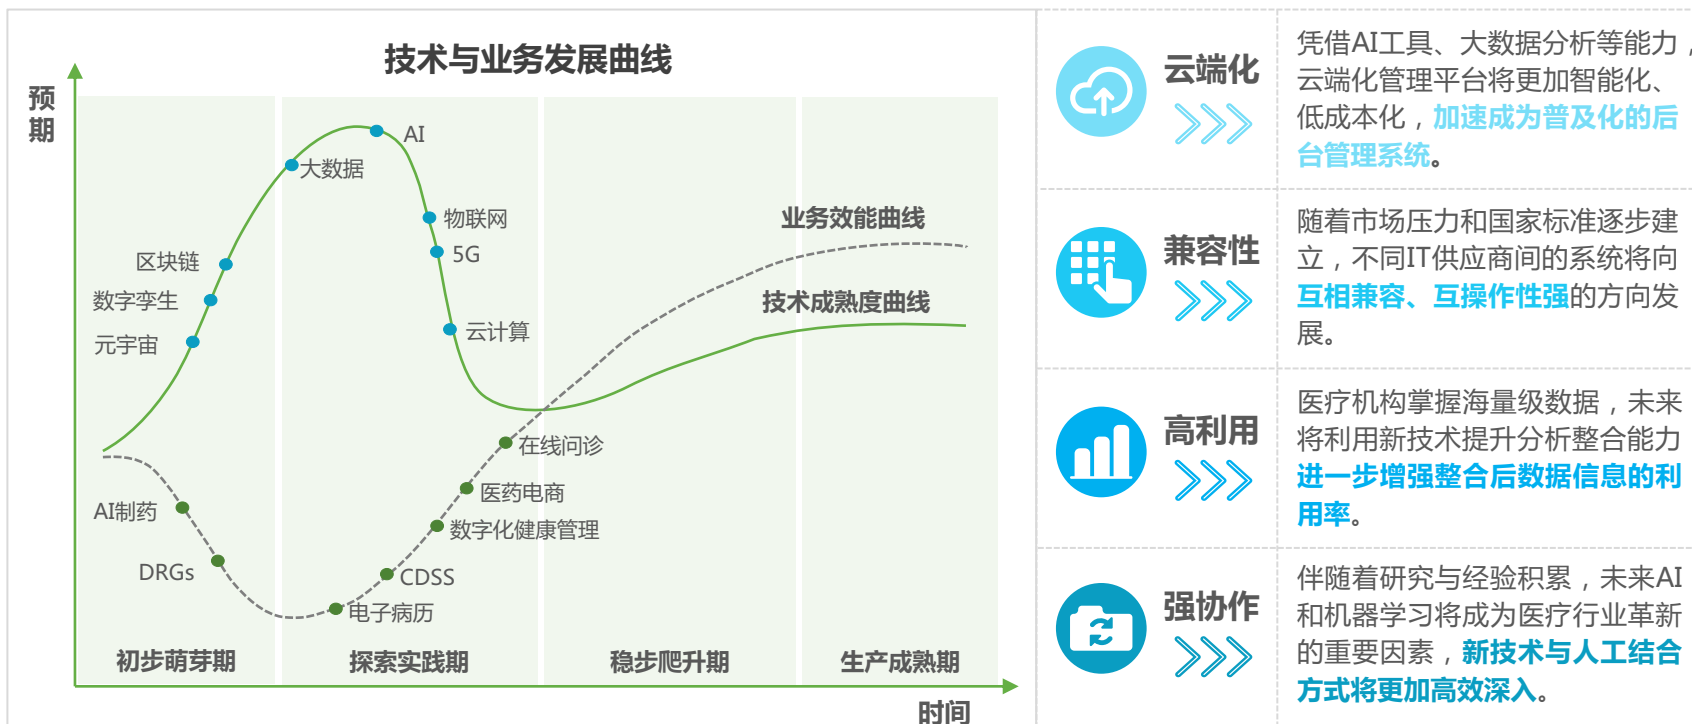 技术与业务发展曲线
预
期
AI
大数据
物联网
5G
区块链
数字孪生
元宇宙
云计算
业务效能曲线
技术成熟度曲线
在线问诊
医药电商
数字化健康管理
CDSS
电子病历
AI制药
DRGs
初步萌芽期
探索实践期
稳步爬升期
生产成熟期
时间
云端化
凭借AI工具、大数据分析等能力，
云端化管理平台将更加智能化、
低成本化，加速成为普及化的后
台管理系统。
兼容性
随着市场压力和国家标准逐步建
立，不同IT供应商间的系统将向
互相兼容、互操作性强的方向发
展。
高利用
医疗机构掌握海量级数据，未来
将利用新技术提升分析整合能力
进一步增强整合后数据信息的利
用率。
强协作
伴随着研究与经验积累，未来AI
和机器学习将成为医疗行业革新
的重要因素，新技术与人工结合
方式将更加高效深入。